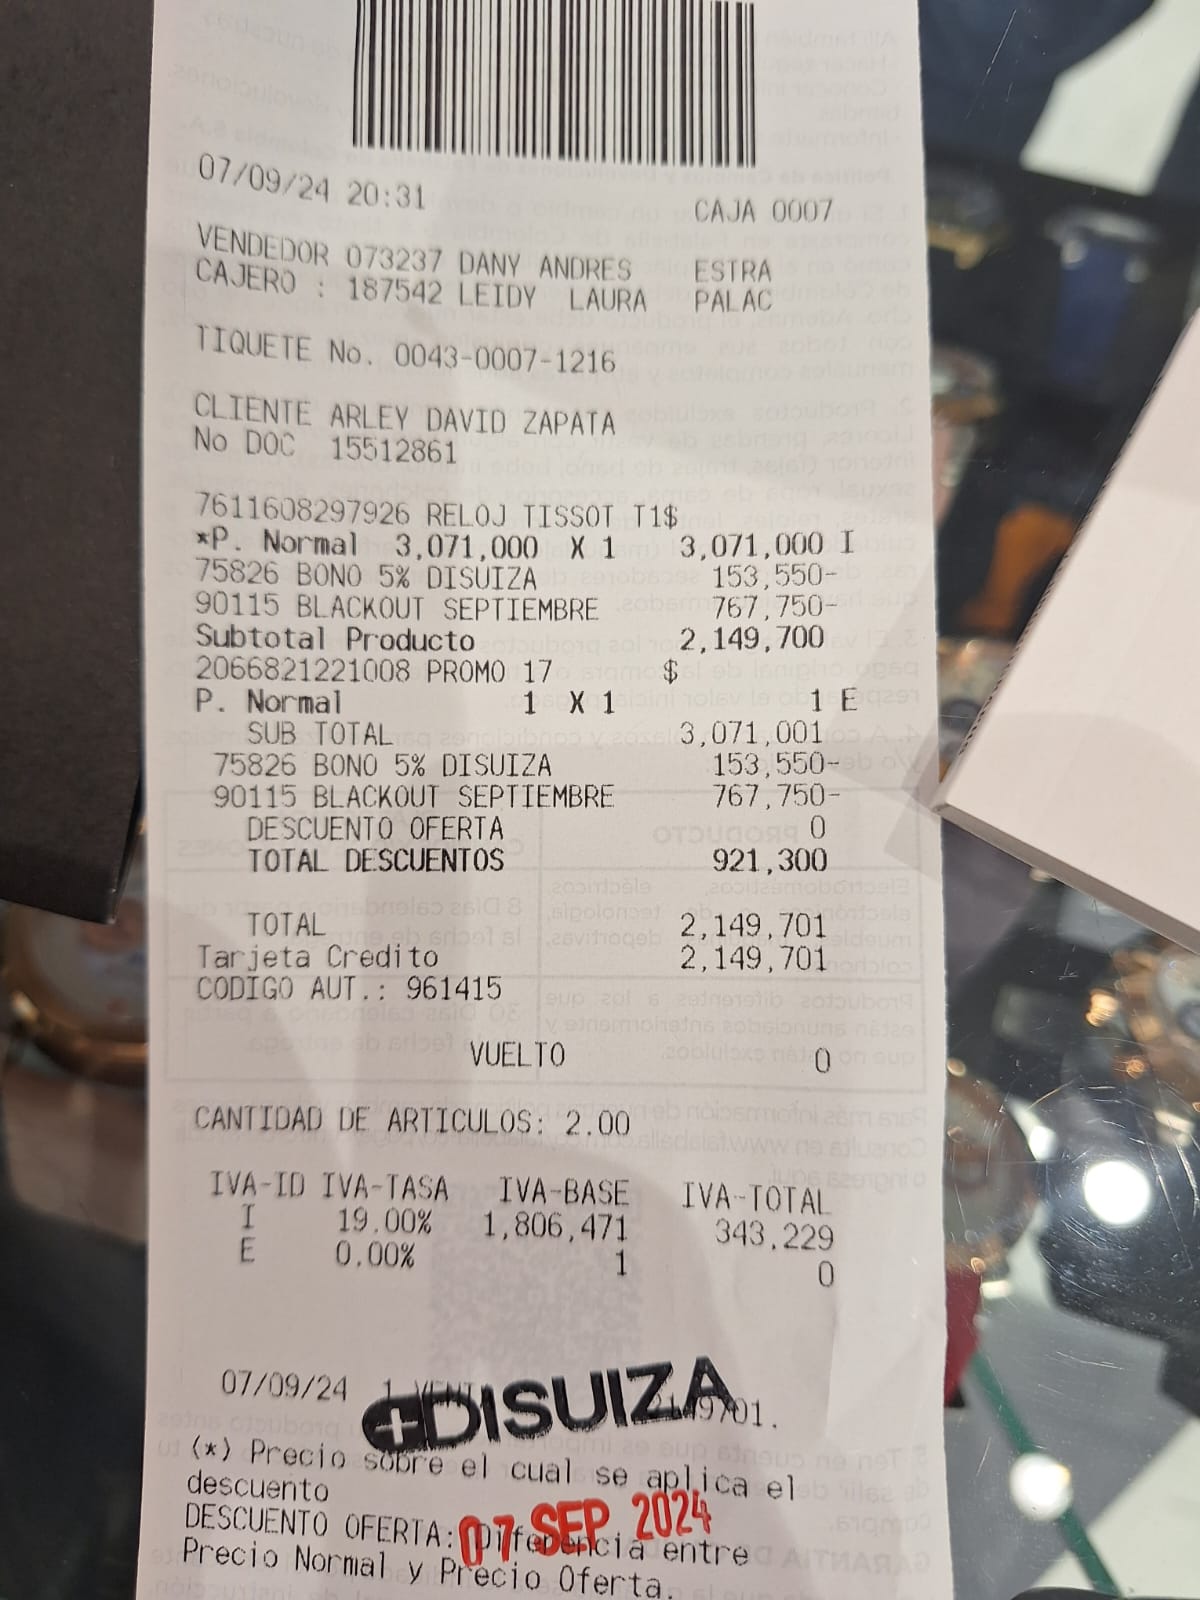 07/09/24 20:31 CAJA 0007
VENDEDOR 073237 DANY ANDRES ESTRA
CAJERO : 187542 LEIDY LAURA PALAC
TIQUETE No. 0043-0007-1216
CLIENTE ARLEY DAVID ZAPATA
No DOC 15512861
7611608297926 RELOJ TISSOT T1$
*P. Normal 3,071,000 X 1 3,071,000 I
75826 BONO 5% DISUIZA 153,550-
90115 BLACKOUT SEPTIEMBRE 767,750-
Subtotal Producto 2,149,700
2066821221008 PROMO 17 $
P. Normal 1 X 1 1 E
SUB TOTAL 3,071,001
75826 BONO 5% DISUIZA 153,550-
90115 BLACKOUT SEPTIEMBRE 767,750-
DESCUENTO OFERTA 0
TOTAL DESCUENTOS 921,300
TOTAL 2,149,701
Tarjeta Credito 2,149,701
CODIGO AUT.: 961415
VUELTO 0
CANTIDAD DE ARTICULOS: 2.00
IVA-ID IVA-TASA IVA-BASE IVA-TOTAL
I 19.00% 1,806,471 343,229
E 0.00% 1 0
07/09/24
DISUIZA
(*) Precio sobre el cual se aplica el
descuento
07 SEP 2024
DESCUENTO OFERTA: Diferencia entre
Precio Normal y Precio Oferta.